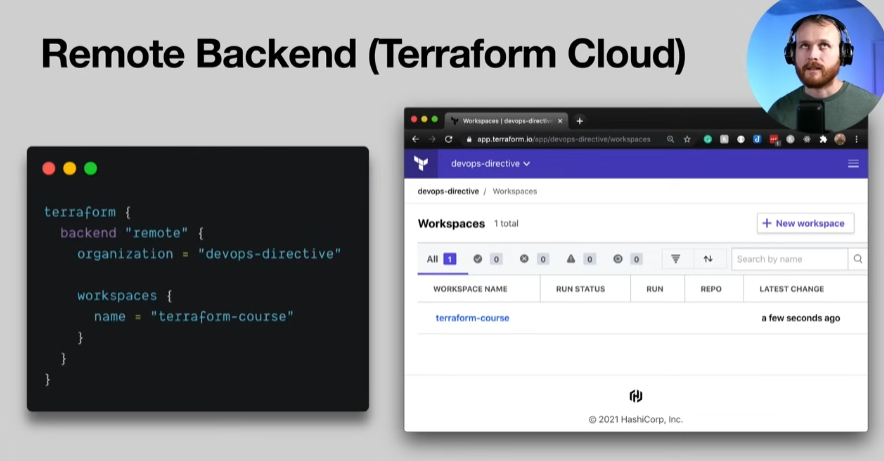 Remote Backend (Terraform Cloud)
terraform {
  backend "remote" {
    organization = "devops-directive"

    workspaces {
      name = "terraform-course"
    }
  }
}
Workspaces | devops-directive
app.terraform.io/app/devops-directive/workspaces
devops-directive
devops-directive / Workspaces
Workspaces 1 total + New workspace
All 1 0 0 0 0 Search by name
WORKSPACE NAME RUN STATUS RUN REPO LATEST CHANGE
terraform-course a few seconds ago
© 2021 HashiCorp, Inc.